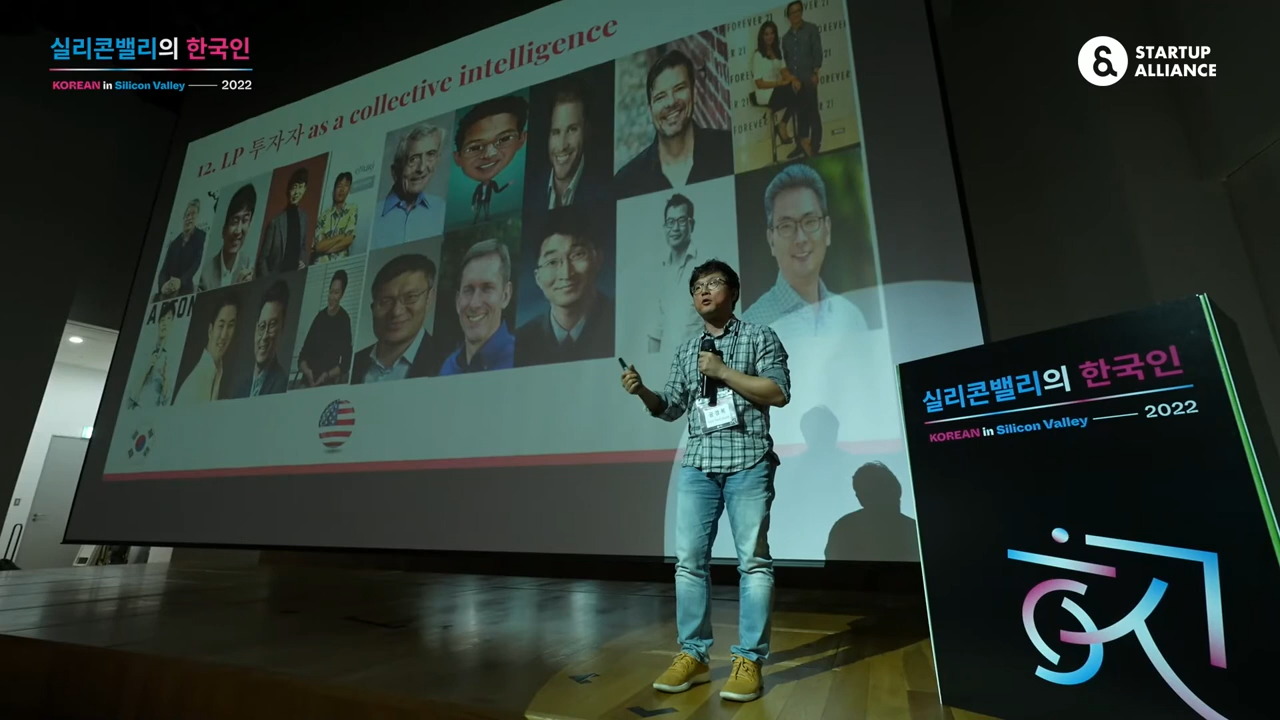 실리콘밸리의 한국인
KOREAN in Silicon Valley 2022
&
STARTUP
ALLIANCE
12. LP 투자자 as a collective intelligence
FOREVER 21
FOREVER 21
실리콘밸리의 한국인
KOREAN in Silicon Valley 2022